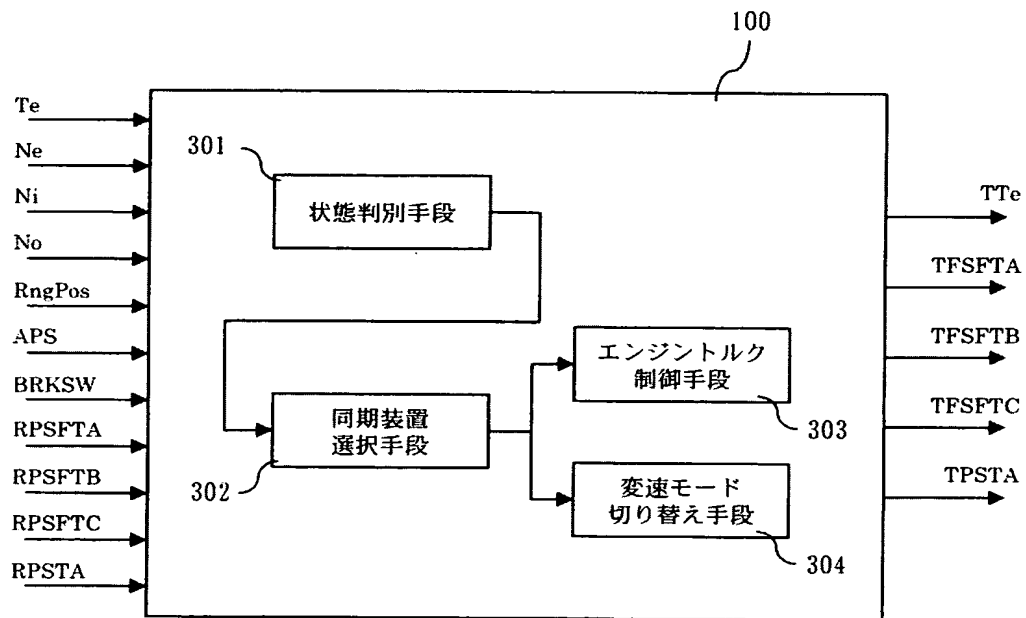 100
Te
Ne
Ni
No
RngPos
APS
BRKSW
RPSFTA
RPSFTB
RPSFTC
RPSTA
301
状態判別手段
同期装置
選択手段
302
エンジントルク
制御手段
303
変速モード
切り替え手段
304
TTe
TFSFTA
TFSFTB
TFSFTC
TPSTA